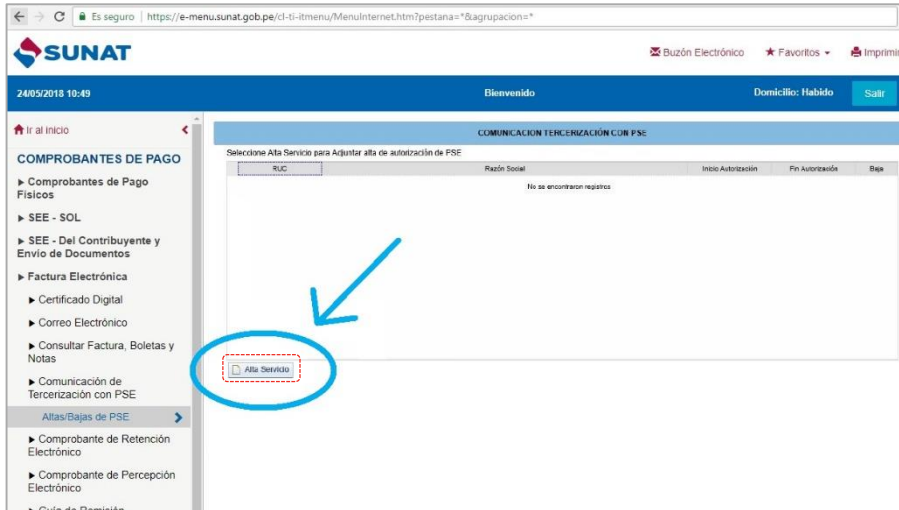 Es seguro | https://e-menu.sunat.gob.pe/cl-ti-itmenu/MenuInternet.htm?pestana=*&agrupacion=*
SUNAT
Buzón Electrónico
Favoritos
Imprimir
24/05/2018 10:49
Bienvenido
Domicilio: Habido
Salir
Ir al inicio
COMPROBANTES DE PAGO
Comprobantes de Pago
Físicos
SEE - SOL
SEE - Del Contribuyente y
Envio de Documentos
Factura Electrónica
Certificado Digital
Correo Electrónico
Consultar Factura, Boletas y
Notas
Comunicación de
Tercerización con PSE
Altas/Bajas de PSE
Comprobante de Retención
Electrónico
Comprobante de Percepción
Electrónico
Guía de Remisión
COMUNICACION TERCERIZACIÓN CON PSE
Seleccione Alta Servicio para Adjuntar alta de autorización de PSE
RUC
Razón Social
Inicio Autorización
Fin Autorización
Baja
No se encontraron registros
Alta Servicio